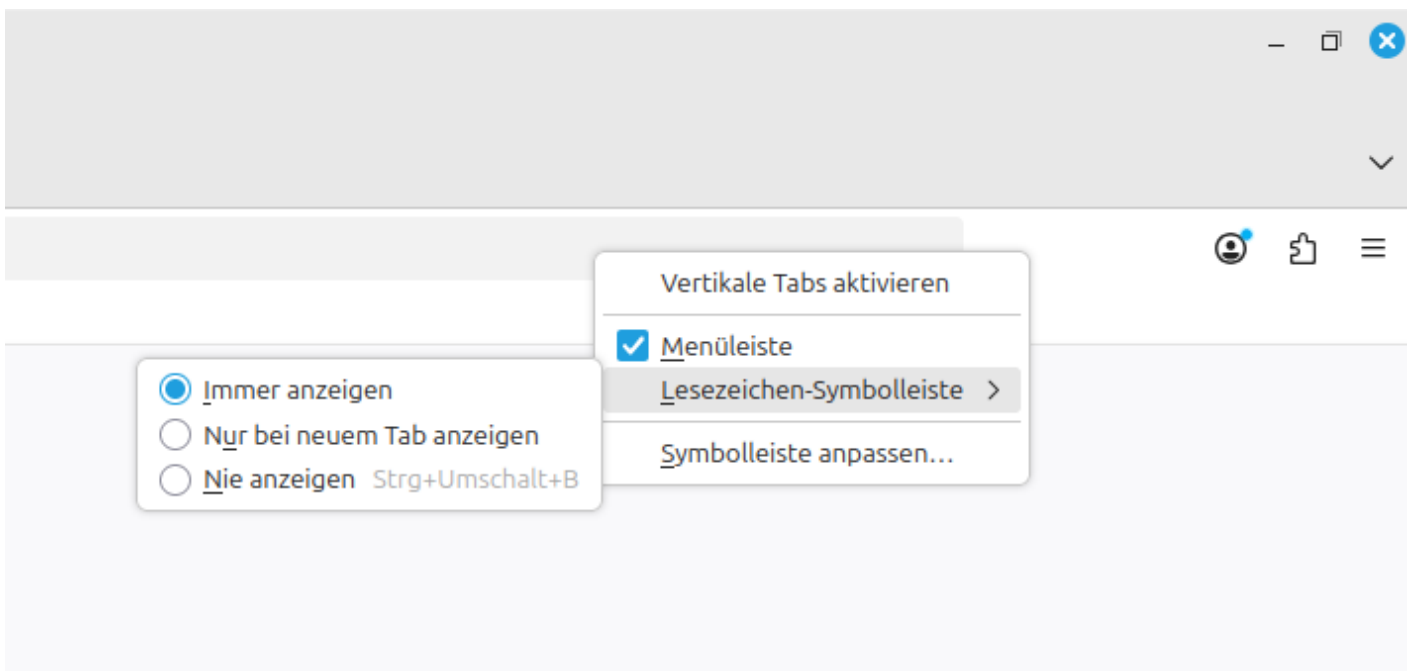 Vertikale Tabs aktivieren
Menüleiste
Lesezeichen-Symbolleiste
Symbolleiste anpassen…
Immer anzeigen
Nur bei neuem Tab anzeigen
Nie anzeigen Strg+Umschalt+B